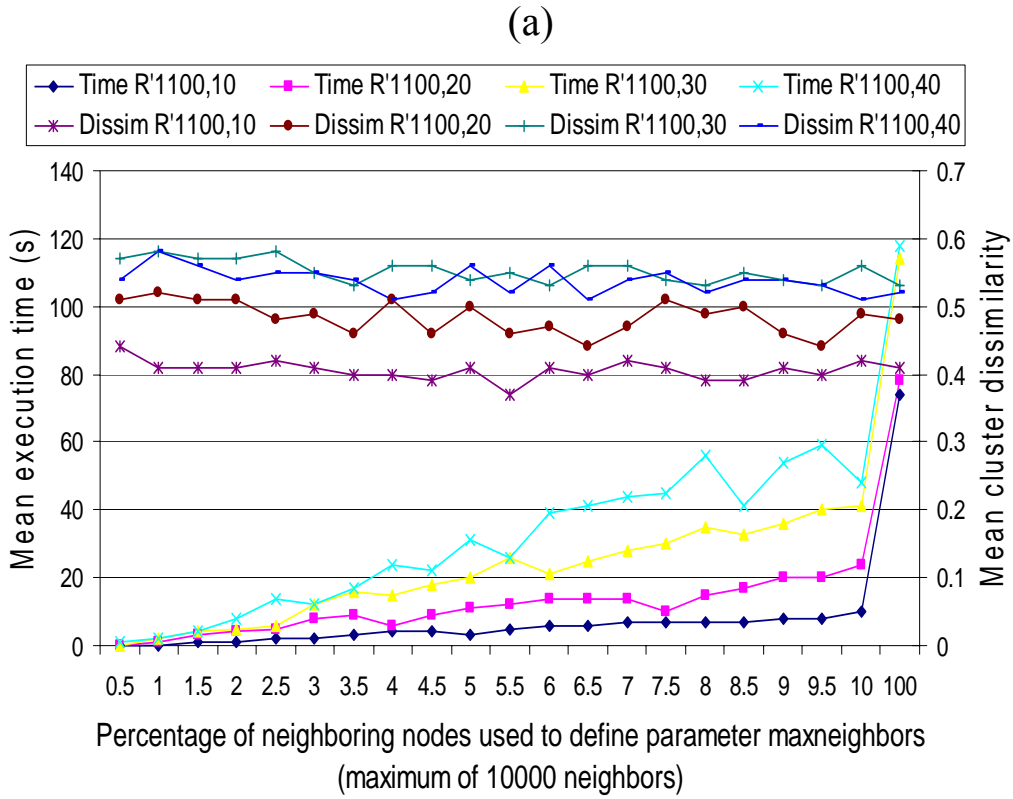 (a)
Time R'1100,10 Time R'1100,20 Time R'1100,30 Time R'1100,40
Dissim R'1100,10 Dissim R'1100,20 Dissim R'1100,30 Dissim R'1100,40
140 0.7
120 0.6
100 0.5
80 0.4
60 0.3
40 0.2
20 0.1
0 0
Mean execution time (s)
Mean cluster dissimilarity
0.5 1 1.5 2 2.5 3 3.5 4 4.5 5 5.5 6 6.5 7 7.5 8 8.5 9 9.5 10 100
Percentage of neighboring nodes used to define parameter maxneighbors
(maximum of 10000 neighbors)